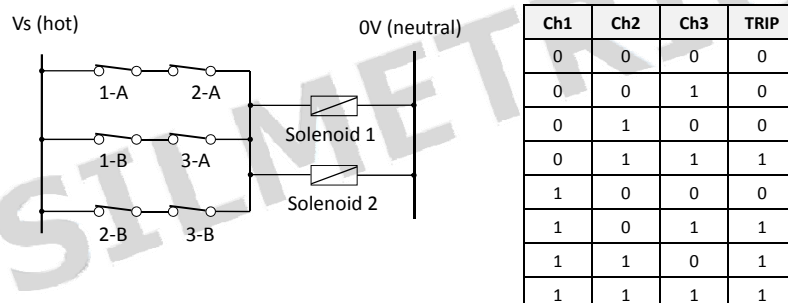 Vs (hot)
0V (neutral)
1-A
2-A
Solenoid 1
1-B
3-A
Solenoid 2
2-B
3-B
Ch1 Ch2 Ch3 TRIP
0 0 0 0
0 0 1 0
0 1 0 0
0 1 1 1
1 0 0 0
1 0 1 1
1 1 0 1
1 1 1 1
SILMETRI